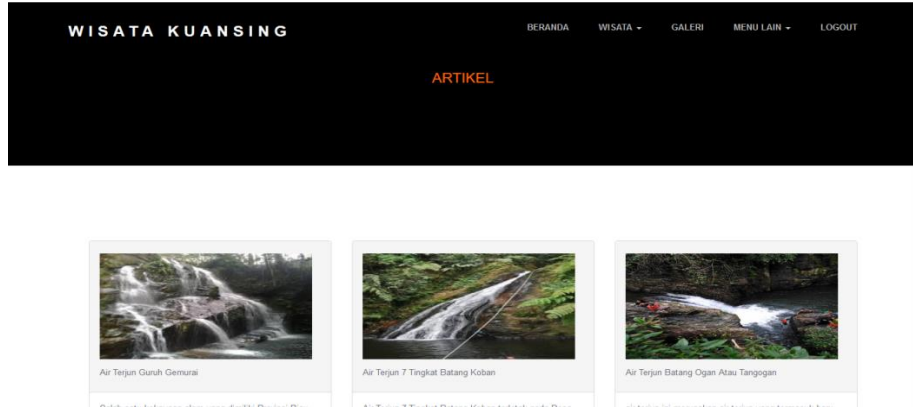 WISATA KUANSING
BERANDA WISATA GALERI MENU LAIN LOGOUT
ARTIKEL
Air Terjun Guruh Gemurai
Air Terjun 7 Tingkat Batang Koban
Air Terjun Batang Ogan Atau Tangogan